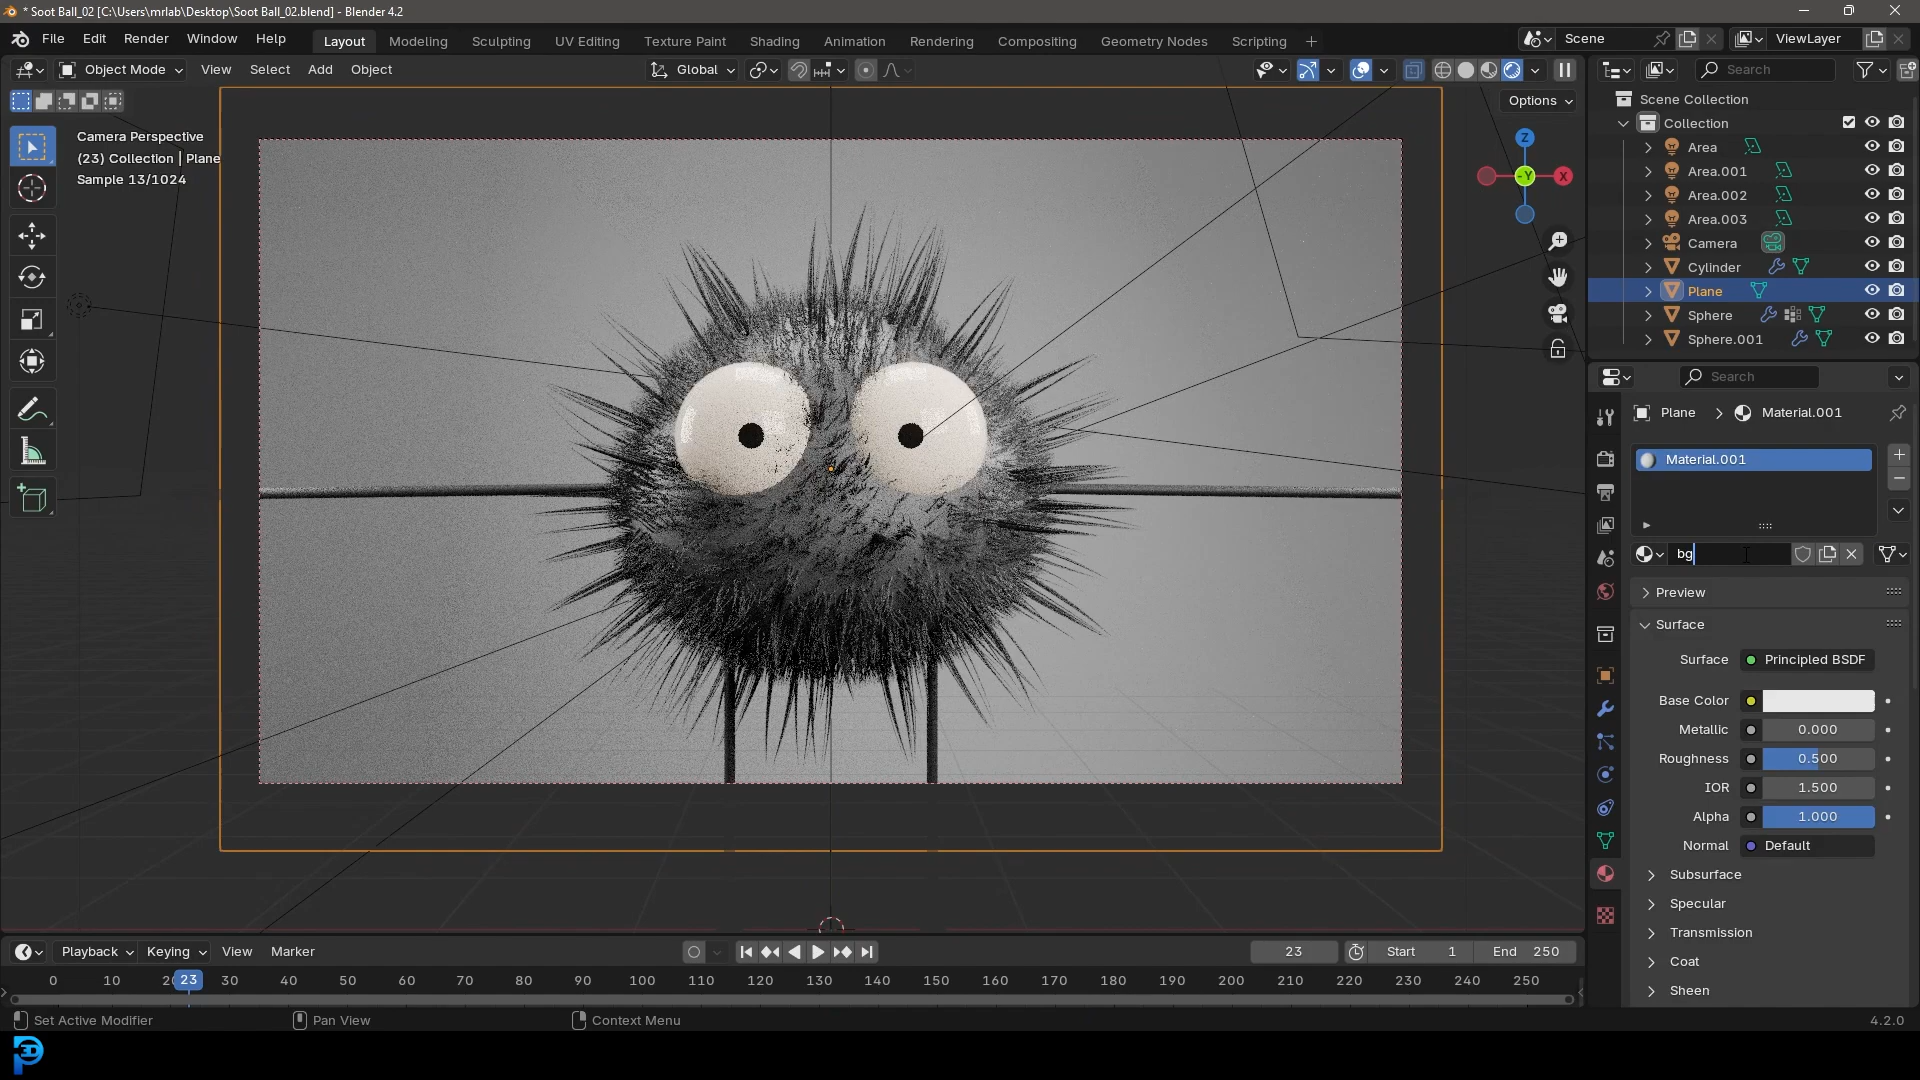 * Soot Ball_02 [C:\Users\mrlab\Desktop\Soot Ball_02.blend] - Blender 4.2
File Edit Render Window Help
Layout Modeling Sculpting UV Editing Texture Paint Shading Animation Rendering Compositing Geometry Nodes Scripting +
Scene ViewLayer
Object Mode View Select Add Object Global
Search
Options
Camera Perspective
(23) Collection | Plane
Sample 13/1024
Z
-Y
X
Scene Collection
Collection
Area
Area.001
Area.002
Area.003
Camera
Cylinder
Plane
Sphere
Sphere.001
Search
Plane > Material.001
Material.001
bg
Preview
Surface
Surface Principled BSDF
Base Color
Metallic 0.000
Roughness 0.500
IOR 1.500
Alpha 1.000
Normal Default
Subsurface
Specular
Transmission
Coat
Sheen
Playback Keying View Marker 23 Start 1 End 250
0 10 2 23 30 40 50 60 70 80 90 100 110 120 130 140 150 160 170 180 190 200 210 220 230 240 250
Set Active Modifier Pan View Context Menu 4.2.0
3D